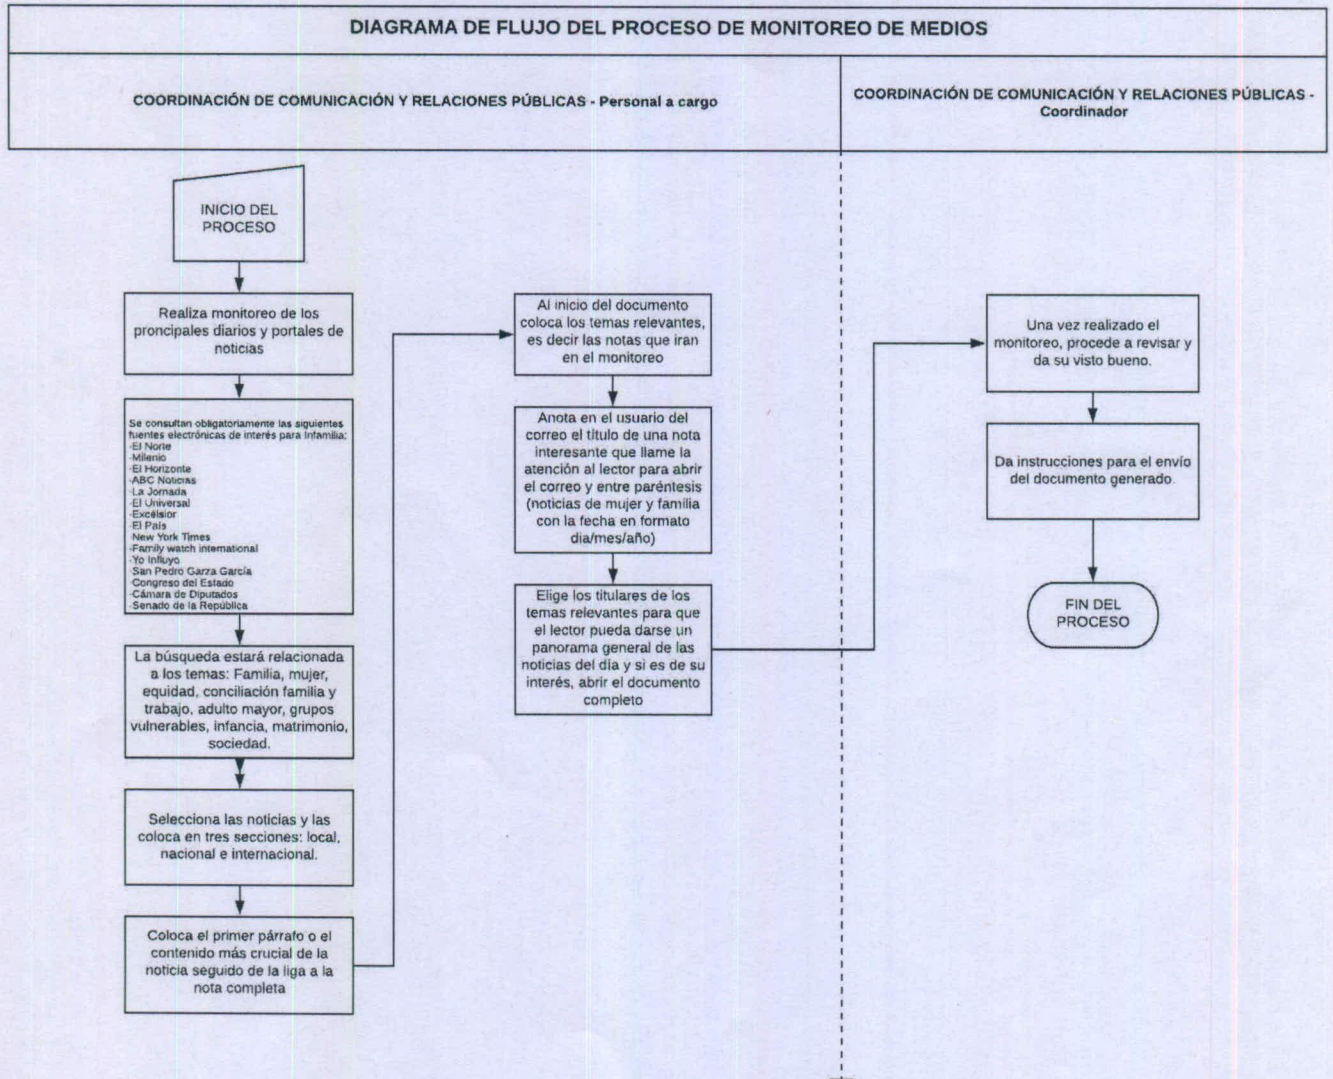 DIAGRAMA DE FLUJO DEL PROCESO DE MONITOREO DE MEDIOS
COORDINACIÓN DE COMUNICACIÓN Y RELACIONES PÚBLICAS - Personal a cargo
COORDINACIÓN DE COMUNICACIÓN Y RELACIONES PÚBLICAS -
Coordinador
INICIO DEL
PROCESO
Realiza monitoreo de los
proncipales diarios y portales de
noticias
Se consultan obligatoriamente las siguientes
fuentes electrónicas de interés para Infamilia:
-El Norte
-Milenio
-El Horizonte
-ABC Noticias
-La Jornada
-El Universal
-Excélsior
-El País
-New York Times
-Family watch international
-Yo Influyo
-San Pedro Garza García
-Congreso del Estado
-Cámara de Diputados
-Senado de la República
La búsqueda estará relacionada
a los temas: Familia, mujer,
equidad, conciliación familia y
trabajo, adulto mayor, grupos
vulnerables, infancia, matrimonio,
sociedad.
Selecciona las noticias y las
coloca en tres secciones: local,
nacional e internacional.
Coloca el primer párrafo o el
contenido más crucial de la
noticia seguido de la liga a la
nota completa
Al inicio del documento
coloca los temas relevantes,
es decir las notas que iran
en el monitoreo
Anota en el usuario del
correo el título de una nota
interesante que llame la
atención al lector para abrir
el correo y entre paréntesis
(noticias de mujer y familia
con la fecha en formato
dia/mes/año)
Elige los titulares de los
temas relevantes para que
el lector pueda darse un
panorama general de las
noticias del día y si es de su
interés, abrir el documento
completo
Una vez realizado el
monitoreo, procede a revisar y
da su visto bueno.
Da instrucciones para el envío
del documento generado.
FIN DEL
PROCESO